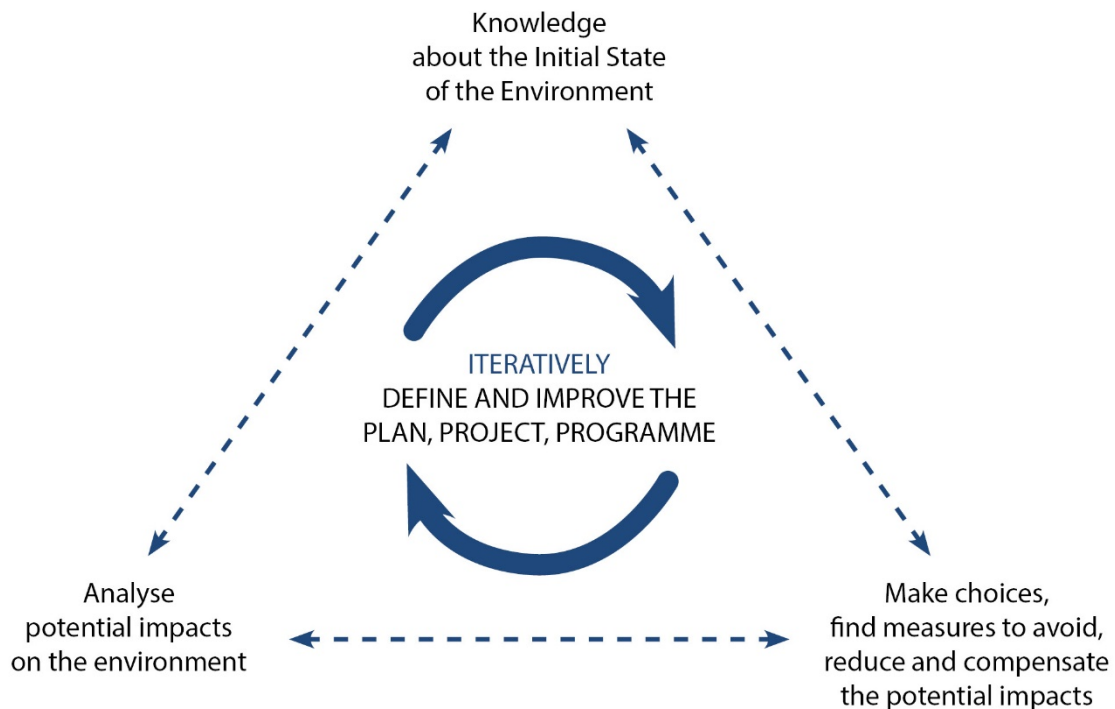 Knowledge
about the Initial State
of the Environment
ITERATIVELY
DEFINE AND IMPROVE THE
PLAN, PROJECT, PROGRAMME
Analyse
potential impacts
on the environment
Make choices,
find measures to avoid,
reduce and compensate
the potential impacts